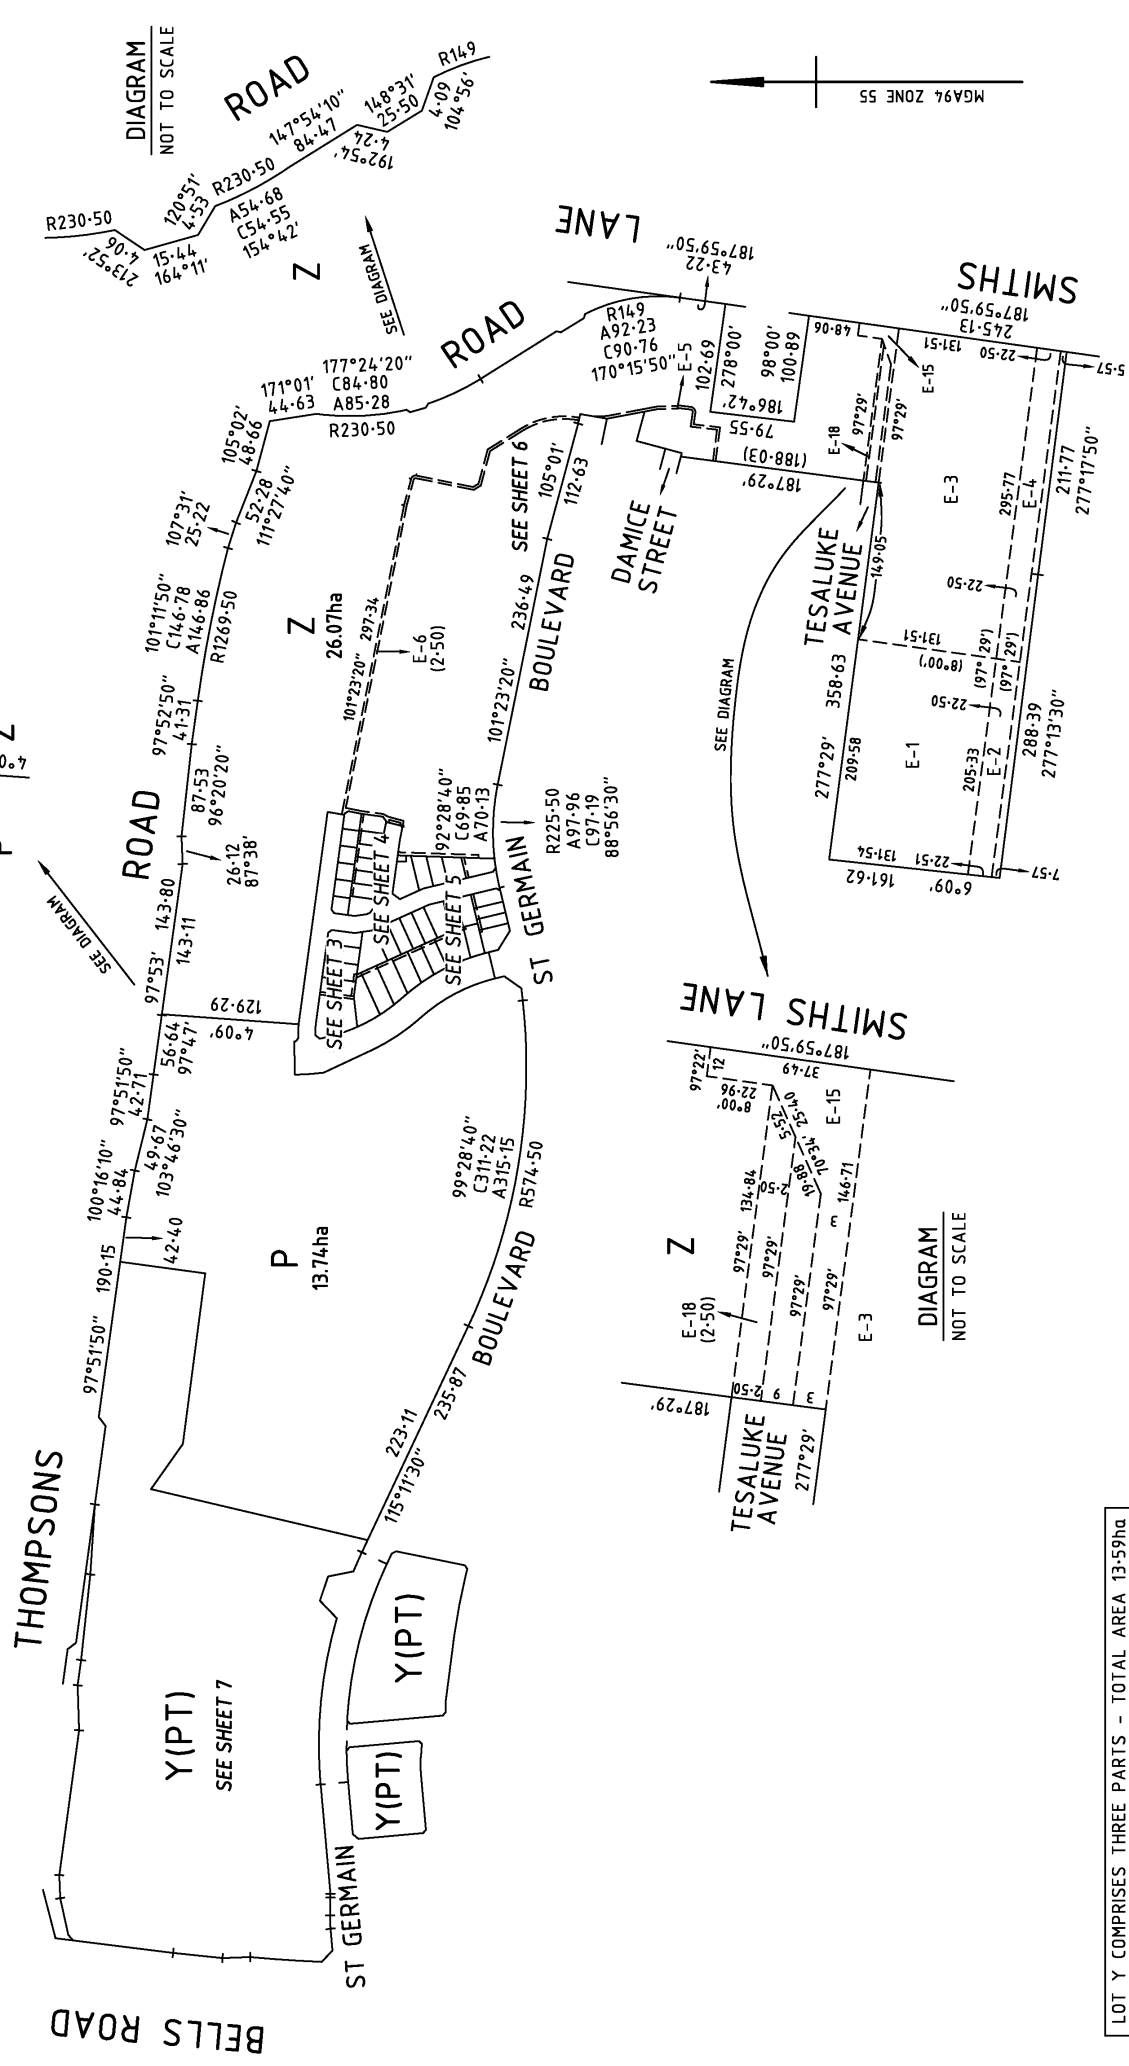 DIAGRAM
NOT TO SCALE
ROAD
R230·50
213°52'
4·06
15·44
164°11'
120°51'
4·53
R230·50
A54·68
C54·55
154°42'
147°54'10"
84·47
192°54'
4·24
148°31'
25·50
4·09
104°56'
R149
Z
SEE DIAGRAM
MGA94 ZONE 55
THOMPSONS
ROAD
ROAD
97°51'50"
190·15
42·40
100°16'10"
44·84
49·67
103°46'30"
97°51'50"
42·71
56·64
97°47'
97°53'
143·80
143·11
SEE DIAGRAM
26·12
87°38'
87·53
96°20'20"
97°52'50"
41·31
101°11'50"
C146·78
A146·86
R1269·50
107°31'
25·22
52·28
111°27'40"
105°02'
48·66
171°01'
44·63
177°24'20"
C84·80
A85·28
R230·50
R149
A92·23
C90·76
170°15'50"
LANE
187°59'50"
43·22
Z
26.07ha
101°23'20"
297·34
E-6
(2·50)
SEE SHEET 6
105°01'
112·63
236·49
101°23'20"
BOULEVARD
92°28'40"
C69·85
A70·13
R225·50
A97·96
C97·19
88°56'30"
ST GERMAIN
SEE SHEET 3
SEE SHEET 4
SEE SHEET 5
4°09'
129·29
P
13.74ha
99°28'40"
C311·22
A315·15
R574·50
BOULEVARD
223·11
235·87
115°11'30"
Y(PT)
SEE SHEET 7
Y(PT)
Y(PT)
ST GERMAIN
BELLS ROAD
DAMICE
STREET
E-5
102·69
278°00'
98°00'
100·89
186°42'
79·55
(188·03)
187°29'
E-18
97°29'
97°29'
48·06
E-15
SMITHS
187°59'50"
245·13
131·51
22·50
5·57
TESALUKE
AVENUE
149·05
E-3
295·77
E-4
211·77
277°17'50"
22·50
131·51
(8°00')
(97°29')
(97°29')
358·63
277°29'
209·58
E-1
22·50
205·33
E-2
288·39
277°13'30"
131·54
22·51
161·62
6°09'
7·57
SEE DIAGRAM
SMITHS LANE
187°59'50"
37·49
97°22'
12
22·96
8°00'
5·52
25·40
70°34'
19·88
E-15
134·84
2·50
146·71
3
Z
97°29'
97°29'
97°29'
97°29'
E-18
(2·50)
E-3
187°29'
2·50
6
3
TESALUKE
AVENUE
277°29'
DIAGRAM
NOT TO SCALE
LOT Y COMPRISES THREE PARTS - TOTAL AREA 13·59ha